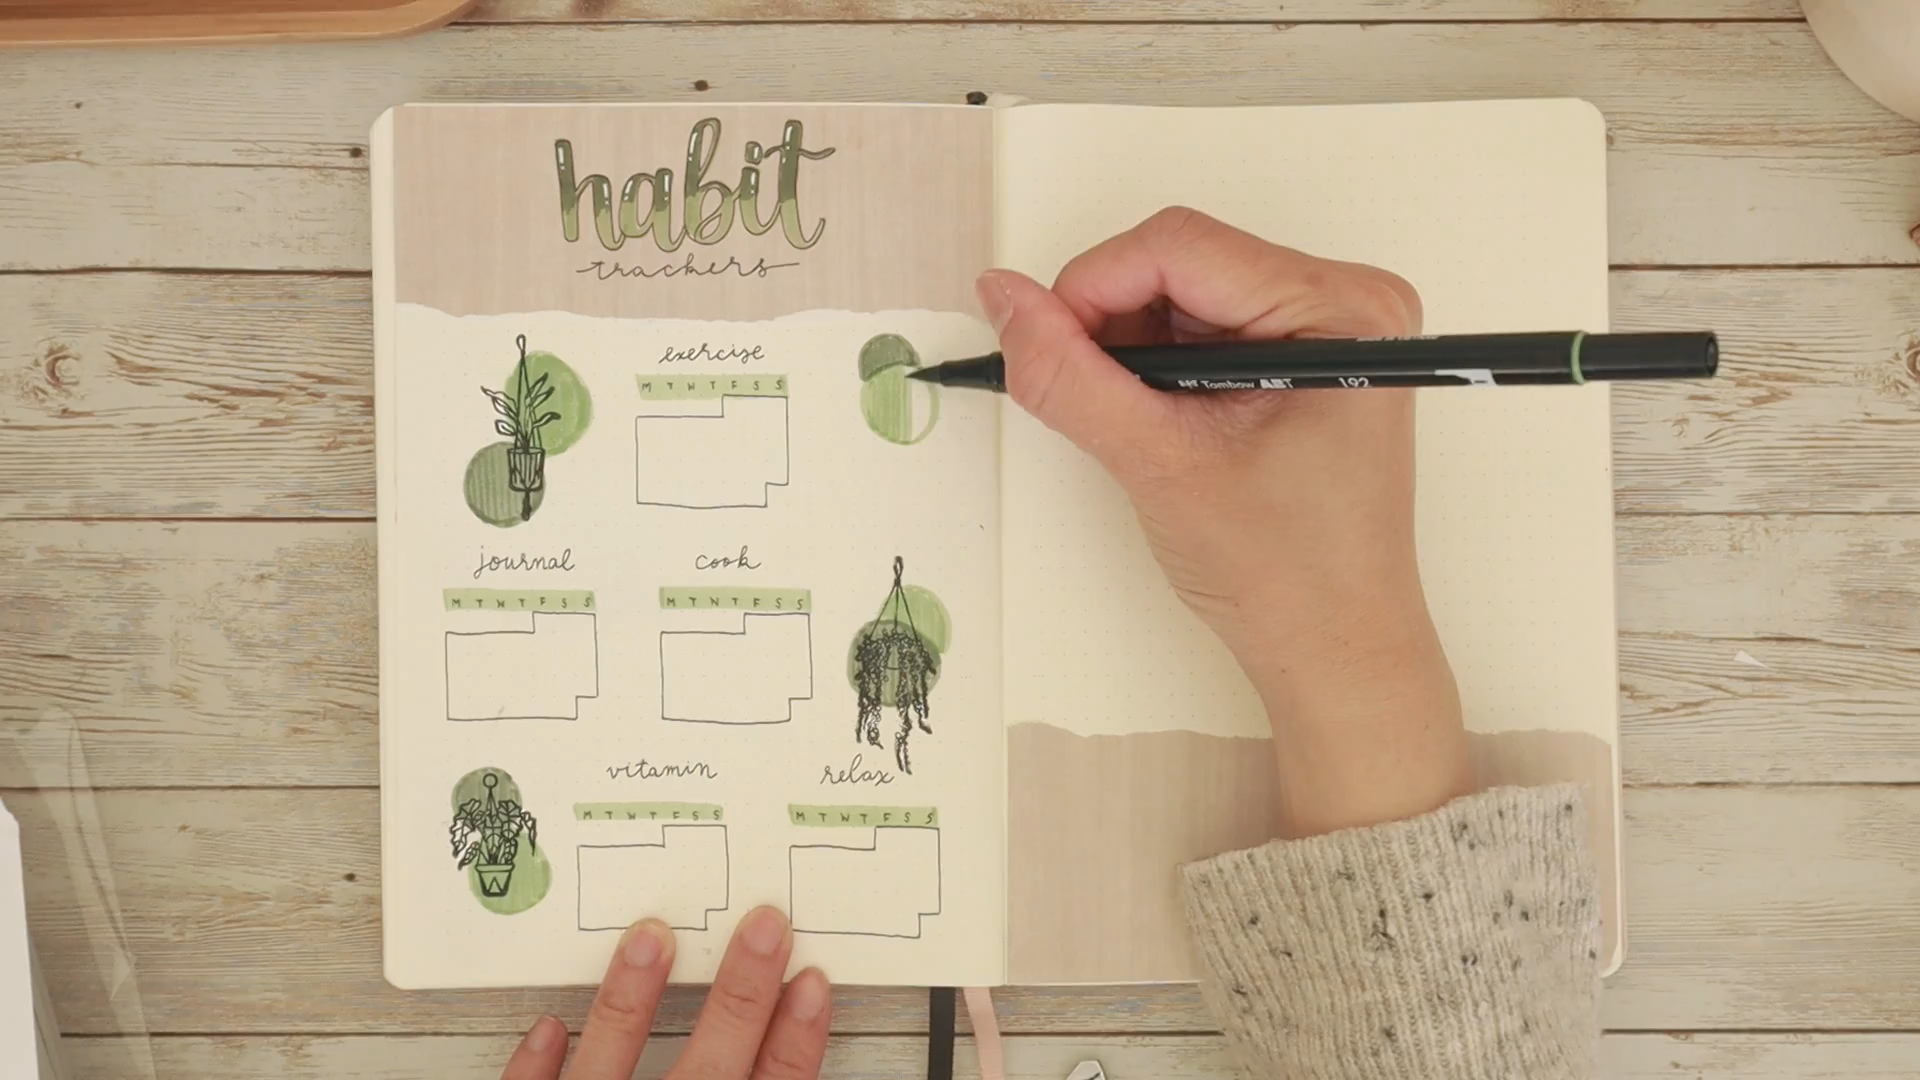 habit
trackers
exercise
M T W T F S S
Tombow ABT 192
journal
cook
M T W T F S S
M T W T F S S
vitamin
relax
M T W T F S S
M T W T F S S